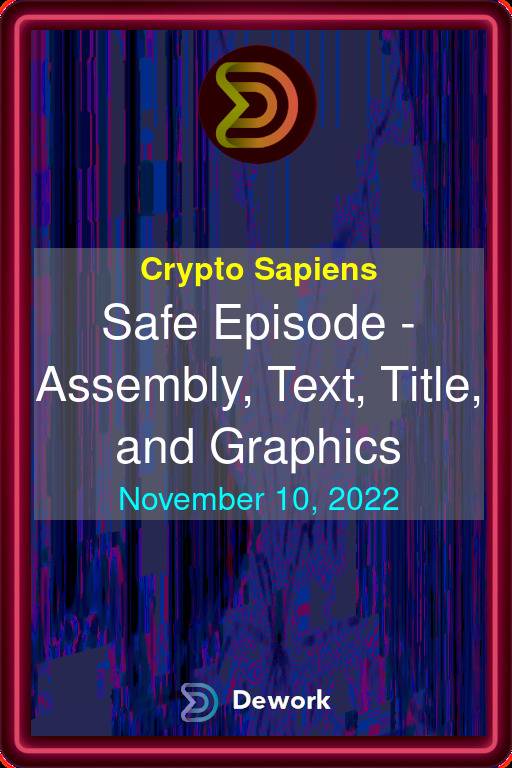 Crypto Sapiens
Safe Episode -
Assembly, Text, Title,
and Graphics
November 10, 2022
Dework